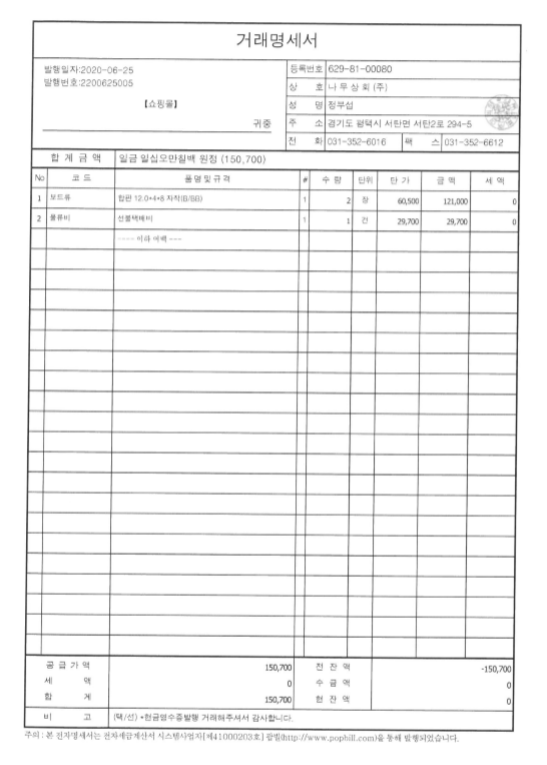 거래명세서
발행일자:2020-06-25
발행번호:2200625005
【쇼핑몰】
귀중
등록번호 629-81-00080
상 호 나무상회(주)
성 명 정부섭
주 소 경기도 평택시 서탄면 서탄2로 294-5
전 화 031-352-6016 팩 스 031-352-6612
합계금액 일금 일십오만칠백 원정 (150,700)
No 코드 품명및규격 # 수량 단위 단가 금액 세액
1 보드류 합판 12.0*4*8 자작(B/BB) 1 2 장 60,500 121,000 0
2 물류비 선불택배비 1 1 건 29,700 29,700 0
---- 이하 여백 ---
공급가액 150,700 전잔액 -150,700
세액 0 수금액 0
합계 150,700 현잔액 0
비고 (택/선) *현금영수증발행 거래해주셔서 감사합니다.
주의 : 본 전자명세서는 전자세금계산서 시스템사업자[제41000203호] 팝빌(http://www.popbill.com)을 통해 발행되었습니다.